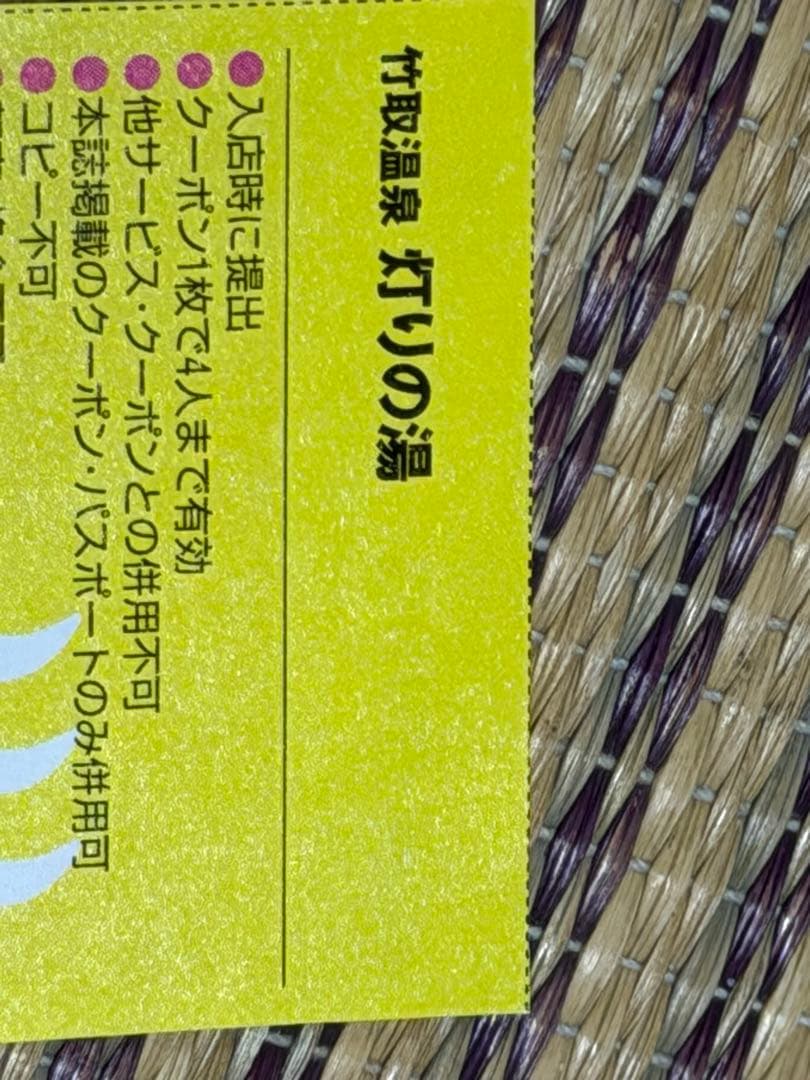 竹取温泉 灯りの湯
●入店時に提出
●クーポン1枚で4人まで有効
●他サービス・クーポンとの併用不可
●本誌掲載のクーポン・パスポートのみ併用可
●コピー不可